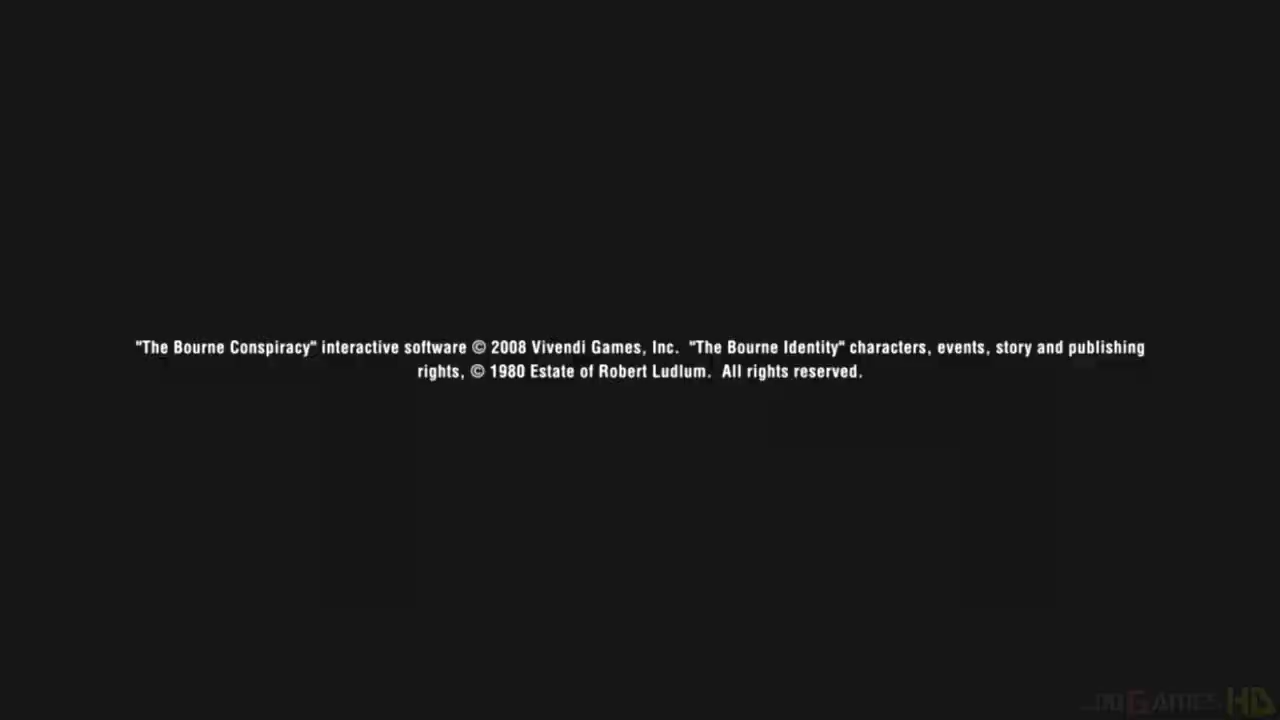 "The Bourne Conspiracy" interactive software © 2008 Vivendi Games, Inc.  "The Bourne Identity" characters, events, story and publishing
rights, © 1980 Estate of Robert Ludlum.  All rights reserved.
HD